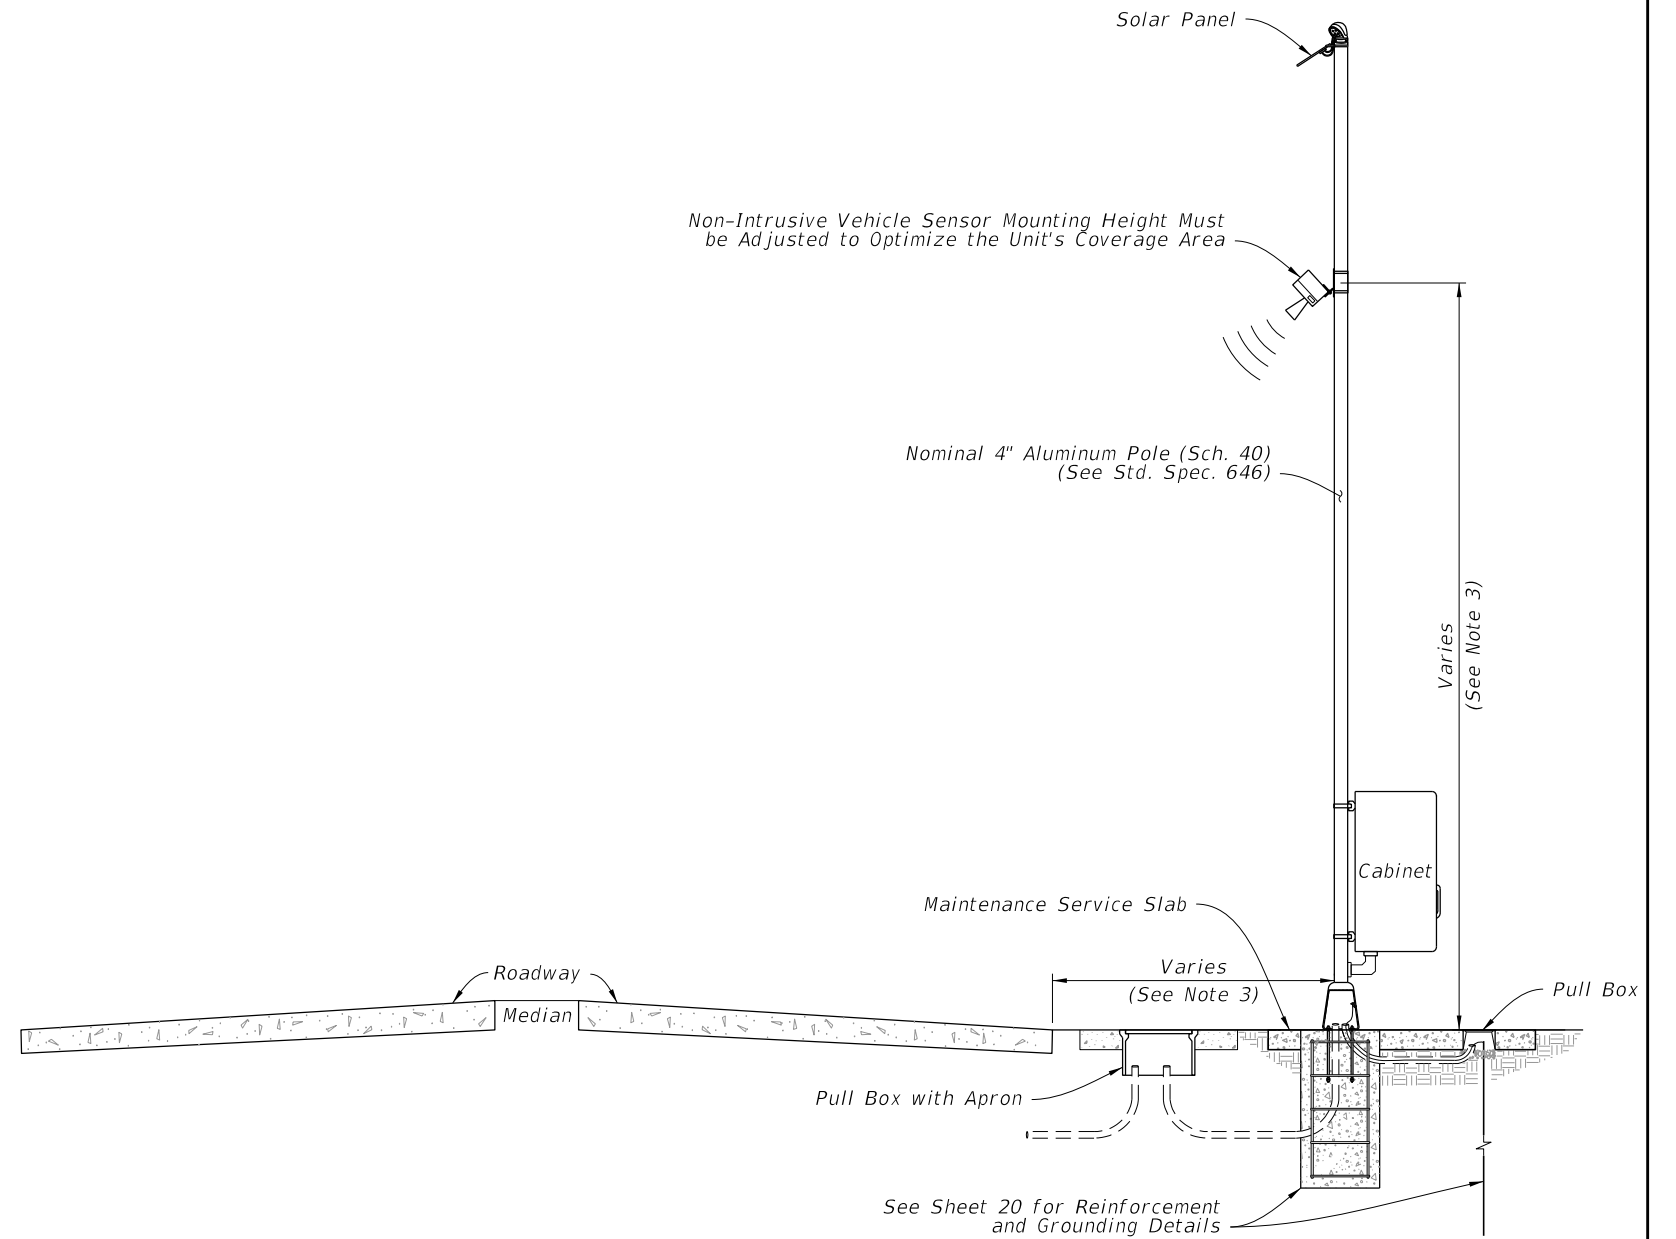 Solar Panel
Non-Intrusive Vehicle Sensor Mounting Height Must
be Adjusted to Optimize the Unit's Coverage Area
Nominal 4" Aluminum Pole (Sch. 40)
(See Std. Spec. 646)
Varies
(See Note 3)
Cabinet
Maintenance Service Slab
Varies
(See Note 3)
Roadway
Median
Pull Box
Pull Box with Apron
See Sheet 20 for Reinforcement
and Grounding Details